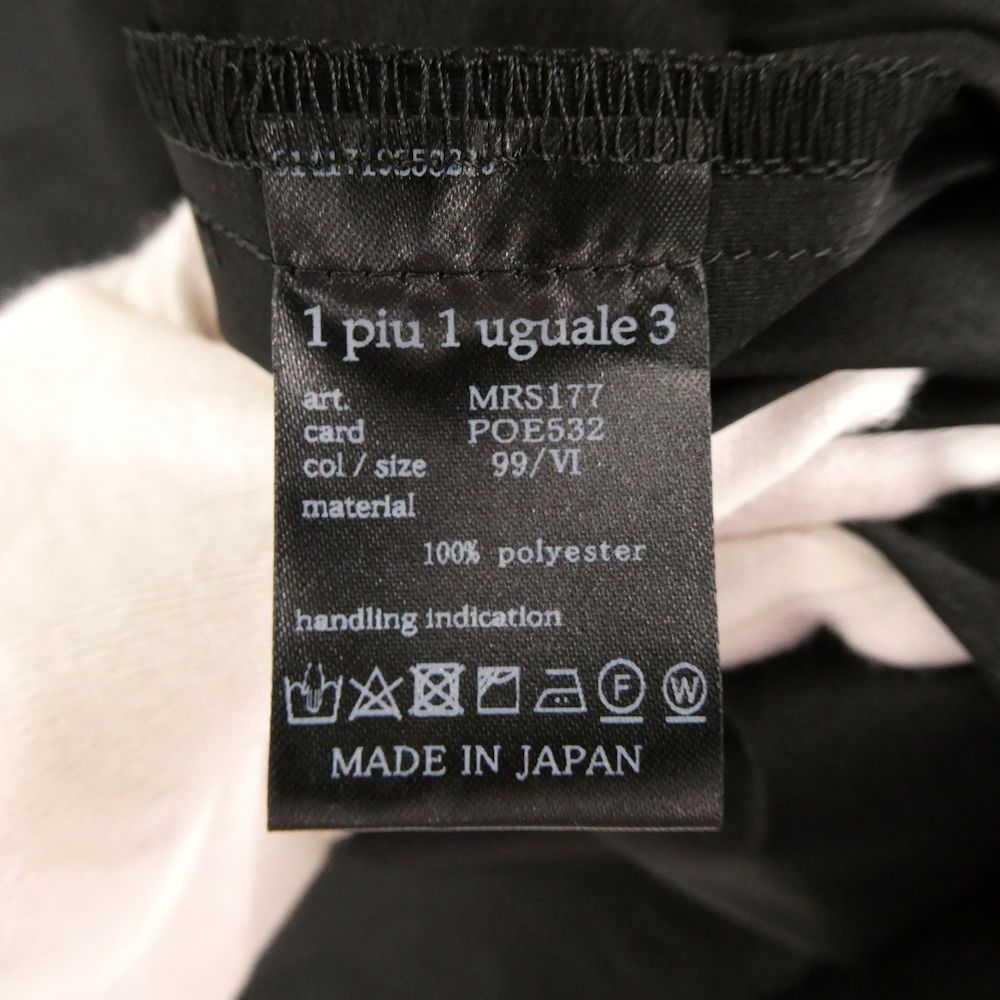 1 piu 1 uguale 3
art. MRS177
card POE532
col / size 99/VI
material
100% polyester
handling indication
F W
MADE IN JAPAN